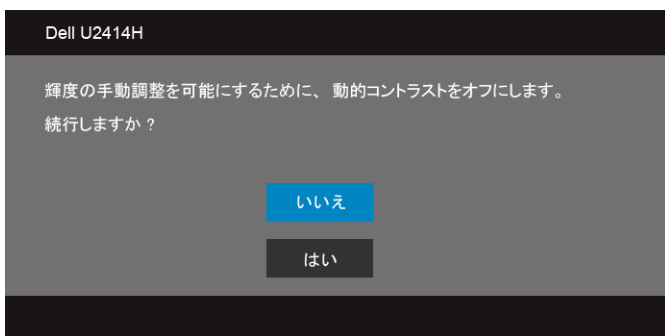 Dell U2414H
輝度の手動調整を可能にするために、動的コントラストをオフにします。
続行しますか？
いいえ
はい